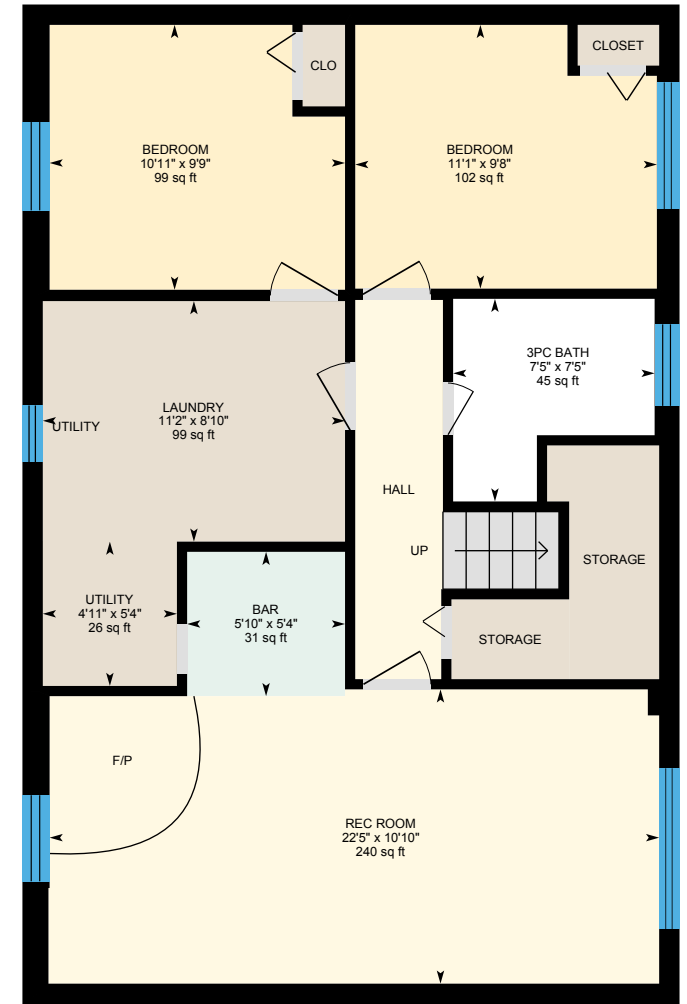 CLOSET
CLO
BEDROOM
10'11" x 9'9"
99 sq ft
BEDROOM
11'1" x 9'8"
102 sq ft
3PC BATH
7'5" x 7'5"
45 sq ft
LAUNDRY
11'2" x 8'10"
99 sq ft
UTILITY
HALL
UP
STORAGE
UTILITY
4'11" x 5'4"
26 sq ft
BAR
5'10" x 5'4"
31 sq ft
STORAGE
F/P
REC ROOM
22'5" x 10'10"
240 sq ft